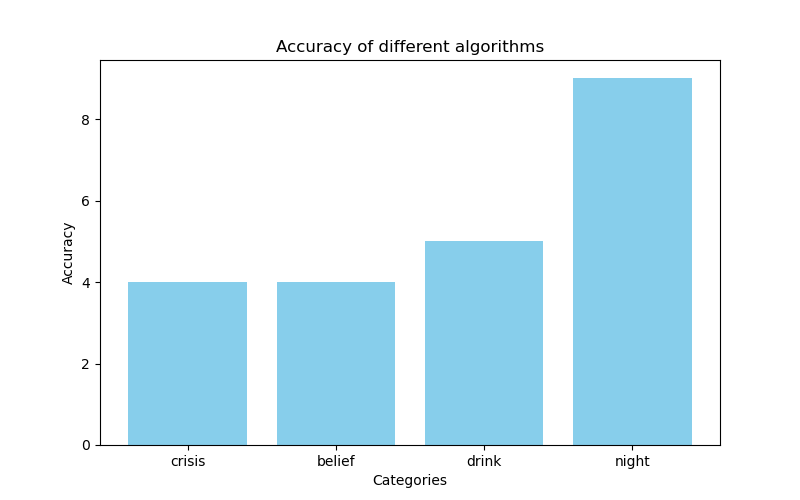 Accuracy of different algorithms
Accuracy
8
6
4
2
0
crisis belief drink night
Categories